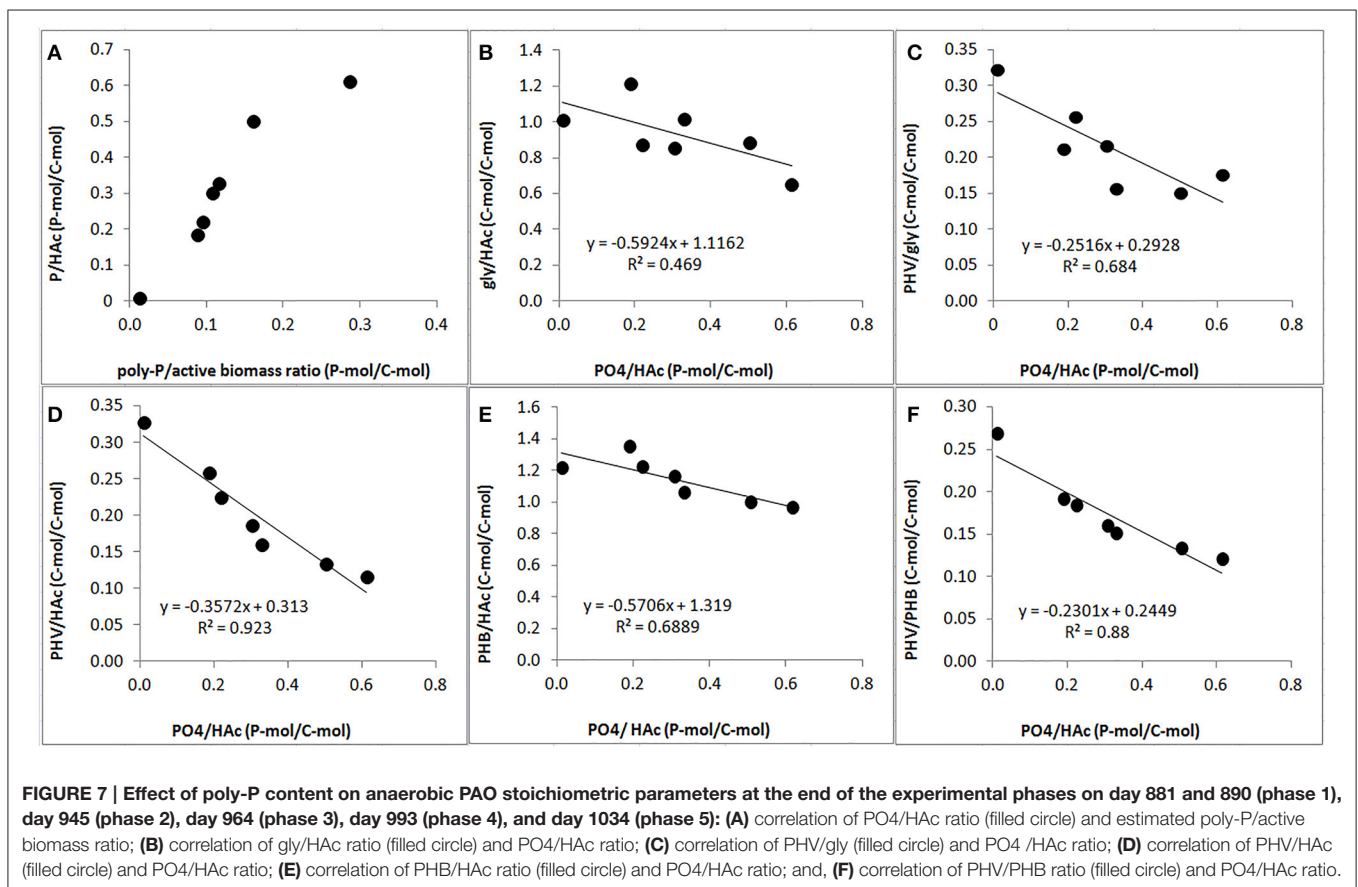 A
0.7
0.6
0.5
0.4
0.3
0.2
0.1
0
P/HAc (P-mol/C-mol)
0.0 0.1 0.2 0.3 0.4
poly-P/active biomass ratio (P-mol/C-mol)
B
1.4
1.2
1.0
0.8
0.6
0.4
0.2
0.0
gly/HAc (C-mol/C-mol)
y = -0.5924x + 1.1162
R² = 0.469
0.0 0.2 0.4 0.6 0.8
PO4/HAc (P-mol/C-mol)
C
0.35
0.30
0.25
0.20
0.15
0.10
0.05
0.00
PHV/gly (C-mol/C-mol)
y = -0.2516x + 0.2928
R² = 0.684
0 0.2 0.4 0.6 0.8
PO4/HAc (P-mol/C-mol)
D
0.35
0.30
0.25
0.20
0.15
0.10
0.05
0.00
PHV/HAc (C-mol/C-mol)
y = -0.3572x + 0.313
R² = 0.923
0.0 0.2 0.4 0.6 0.8
PO4/HAc (P-mol/C-mol)
E
1.6
1.4
1.2
1.0
0.8
0.6
0.4
0.2
0.0
PHB/HAc (C-mol/C-mol)
y = -0.5706x + 1.319
R² = 0.6889
0.0 0.2 0.4 0.6 0.8
PO4/ HAc (P-mol/C-mol)
F
0.30
0.25
0.20
0.15
0.10
0.05
0.00
PHV/PHB (C-mol/C-mol)
y = -0.2301x + 0.2449
R² = 0.88
0.0 0.2 0.4 0.6 0.8
PO4/HAc (P-mol/C-mol)
FIGURE 7 | Effect of poly-P content on anaerobic PAO stoichiometric parameters at the end of the experimental phases on day 881 and 890 (phase 1),
day 945 (phase 2), day 964 (phase 3), day 993 (phase 4), and day 1034 (phase 5): (A) correlation of PO4/HAc ratio (filled circle) and estimated poly-P/active
biomass ratio; (B) correlation of gly/HAc ratio (filled circle) and PO4/HAc ratio; (C) correlation of PHV/gly (filled circle) and PO4 /HAc ratio; (D) correlation of PHV/HAc
(filled circle) and PO4/HAc ratio; (E) correlation of PHB/HAc ratio (filled circle) and PO4/HAc ratio; and, (F) correlation of PHV/PHB ratio (filled circle) and PO4/HAc ratio.